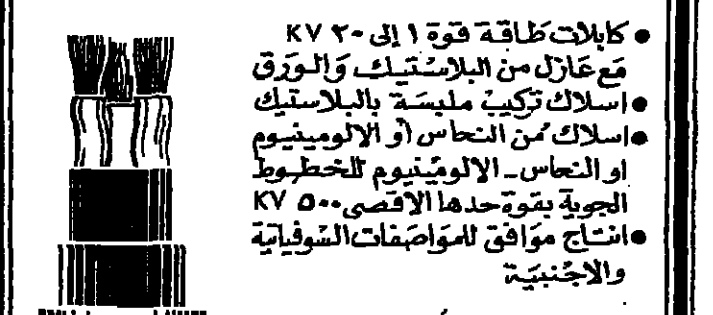 • كابلات طاقة قوة ١ إلى ٢٠ KV
مع عازل من البلاستيك والورق
• اسلاك تركيب ملبسة بالبلاستيك
• اسلاك من النحاس أو الالومينيوم
او النحاس - الالومينيوم للخطوط
الجوية بقوة حدها الاقصى ٥٠٠ KV
• انتاج موافق للمواصفات السوفياتية
والاجنبية